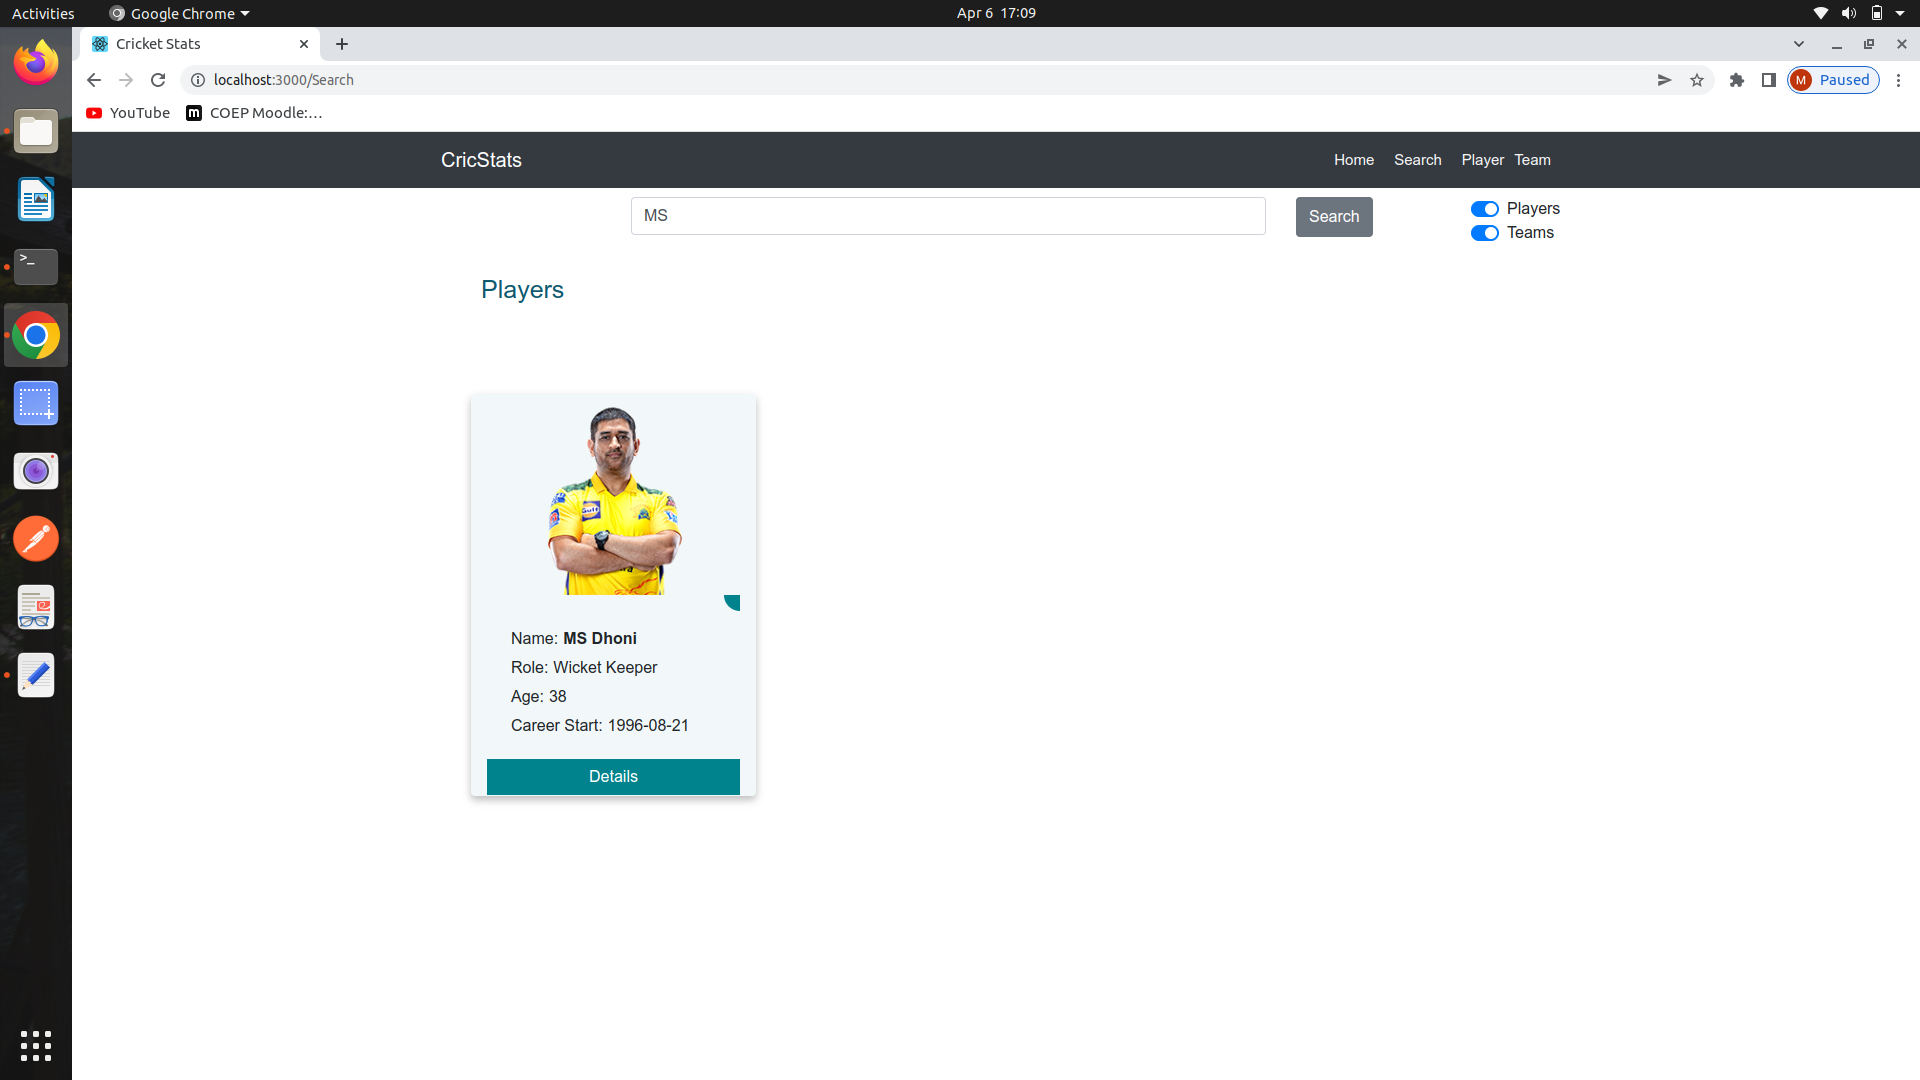 Activities
Google Chrome
Apr 6 17:09
Cricket Stats
localhost:3000/Search
M
Paused
YouTube
m
COEP Moodle:...
CricStats
Home
Search
Player
Team
MS
Search
Players
Teams
Players
Gulf
Name: MS Dhoni
Role: Wicket Keeper
Age: 38
Career Start: 1996-08-21
Details